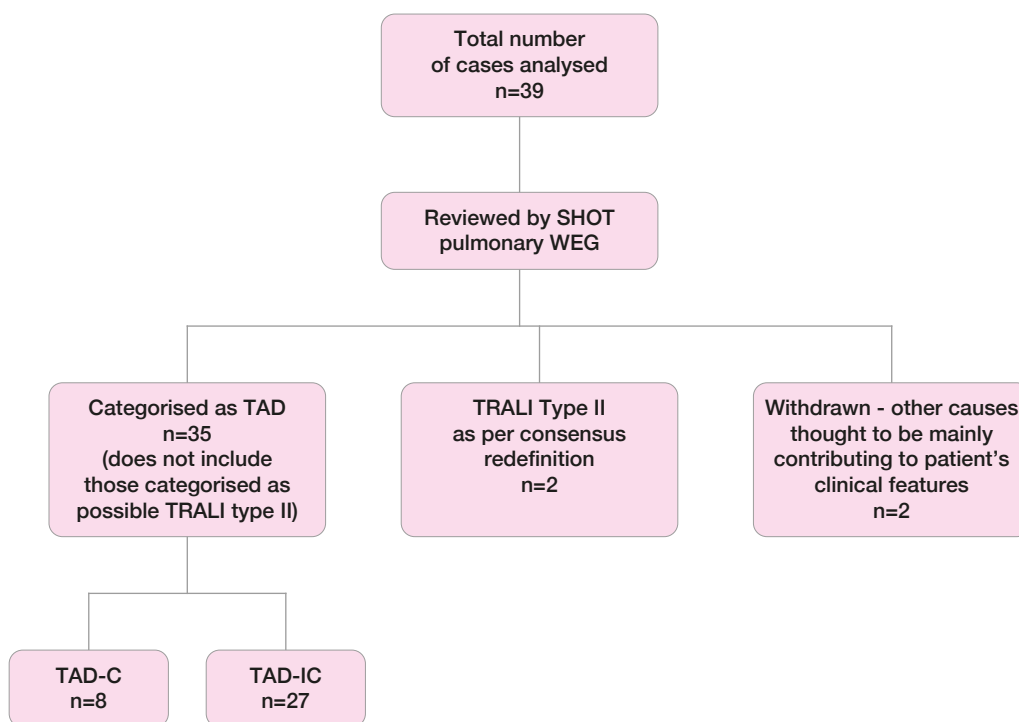 Total number
of cases analysed
n=39
Reviewed by SHOT
pulmonary WEG
Categorised as TAD
n=35
(does not include
those categorised as
possible TRALI type II)
TRALI Type II
as per consensus
redefinition
n=2
Withdrawn - other causes
thought to be mainly
contributing to patient’s
clinical features
n=2
TAD-C
n=8
TAD-IC
n=27